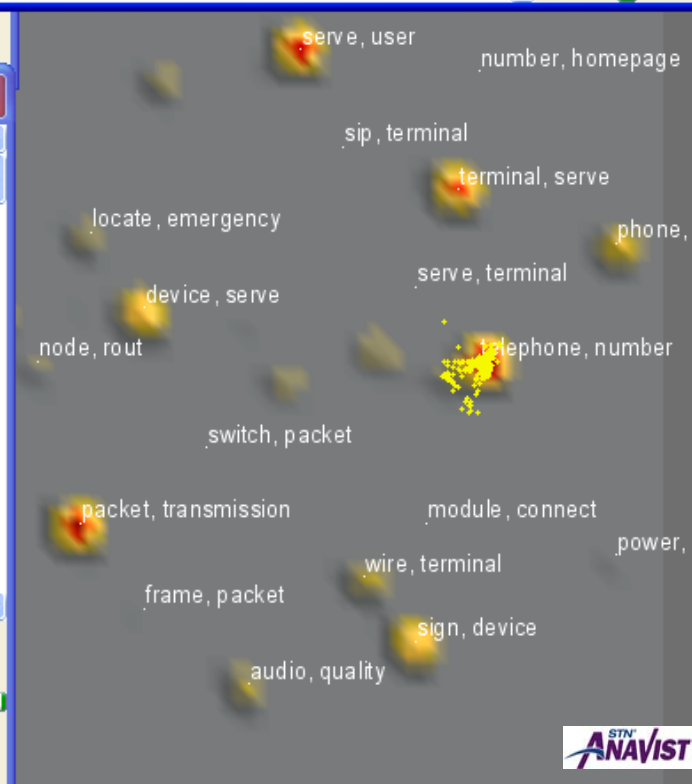 serve, user
number, homepage
sip, terminal
terminal, serve
locate, emergency
phone,
serve, terminal
device, serve
node, rout
telephone, number
switch, packet
packet, transmission
module, connect
power,
wire, terminal
frame, packet
sign, device
audio, quality
STN®
ANAVIST